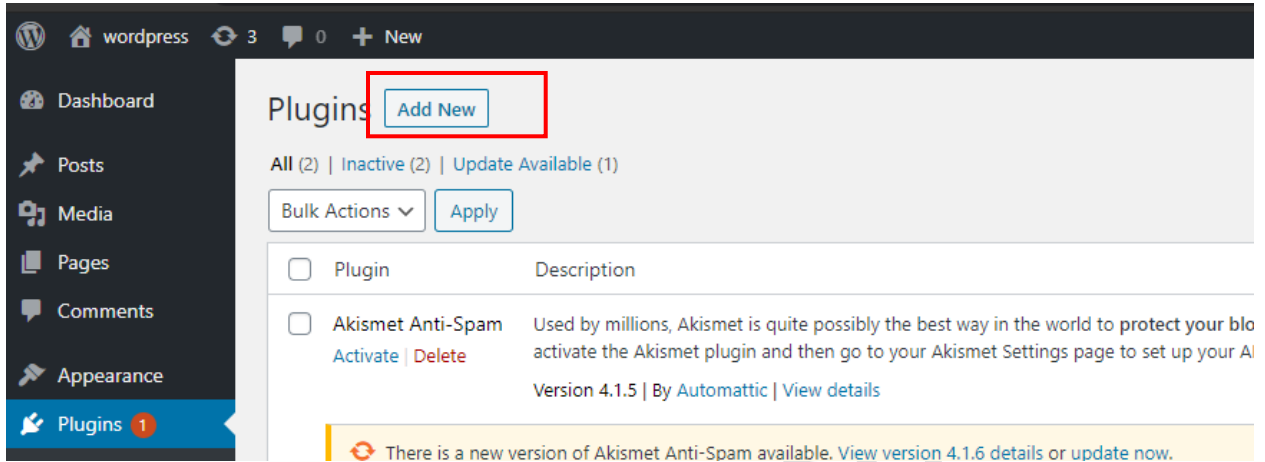 wordpress 3 0 New
Dashboard
Plugins Add New
All (2) | Inactive (2) | Update Available (1)
Posts
Media
Bulk Actions Apply
Pages
Plugin Description
Comments
Akismet Anti-Spam Used by millions, Akismet is quite possibly the best way in the world to protect your blo
Activate | Delete activate the Akismet plugin and then go to your Akismet Settings page to set up your A
Appearance
Version 4.1.5 | By Automattic | View details
Plugins 1
There is a new version of Akismet Anti-Spam available. View version 4.1.6 details or update now.